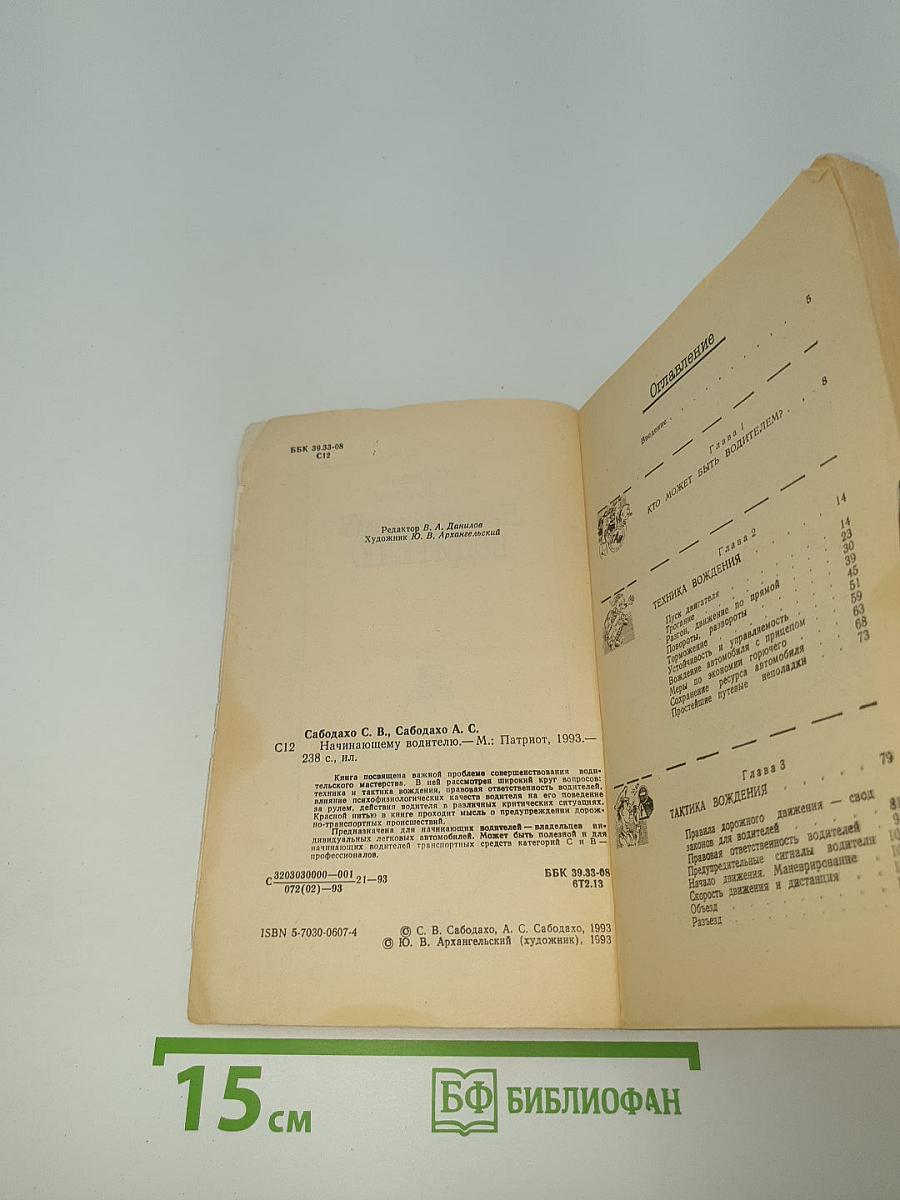 ББК 39.33-08
С12
Редактор В. А. Данилов
Художник Ю. В. Архангельский
Сабодахо С. В., Сабодахо А. С.
С12 Начинающему водителю.— М.: Патриот, 1993.—
238 с., ил.
Книга посвящена важной проблеме совершенствования води-
тельского мастерства. В ней рассмотрен широкий круг вопросов:
техника и тактика вождения, правовая ответственность водителей,
влияние психофизиологических качеств водителя на его поведение
за рулем, действия водителя в различных критических ситуациях.
Красной нитью в книге проходит мысль о предупреждении дорож-
но-транспортных происшествий.
Предназначена для начинающих водителей — владельцев ин-
дивидуальных легковых автомобилей. Может быть полезной и для
начинающих водителей транспортных средств категорий С и В —
профессионалов.
С 3203030000—001 21—93
072(02)—93
ББК 39.33-08
6Т2.13
ISBN 5-7030-0607-4
© С. В. Сабодахо, А. С. Сабодахо, 1993
© Ю. В. Архангельский (художник), 1993
Оглавление
Введение . . . . . . . . 5
Глава 1
КТО МОЖЕТ БЫТЬ ВОДИТЕЛЕМ? . . . 8
Глава 2
ТЕХНИКА ВОЖДЕНИЯ . . . . 14
Пуск двигателя . . . . 14
Трогание . . . . 23
Разгон, движение по прямой . . . . 30
Повороты, развороты . . . . 39
Торможение . . . . 45
Устойчивость и управляемость . . . . 51
Вождение автомобиля с прицепом . . . . 59
Меры по экономии горючего . . . . 63
Сохранение ресурса автомобиля . . . . 68
Простейшие путевые неполадки . . 73
Глава 3
ТАКТИКА ВОЖДЕНИЯ . . . . 79
Правила дорожного движения — свод
законов для водителей . . . .
Правовая ответственность водителей . .
Предупредительные сигналы водителя
Начало движения. Маневрирование .
Скорость движения и дистанция . .
Объезд . . . .
Разъезд . . . .
15 см
БФ БИБЛИОФАН